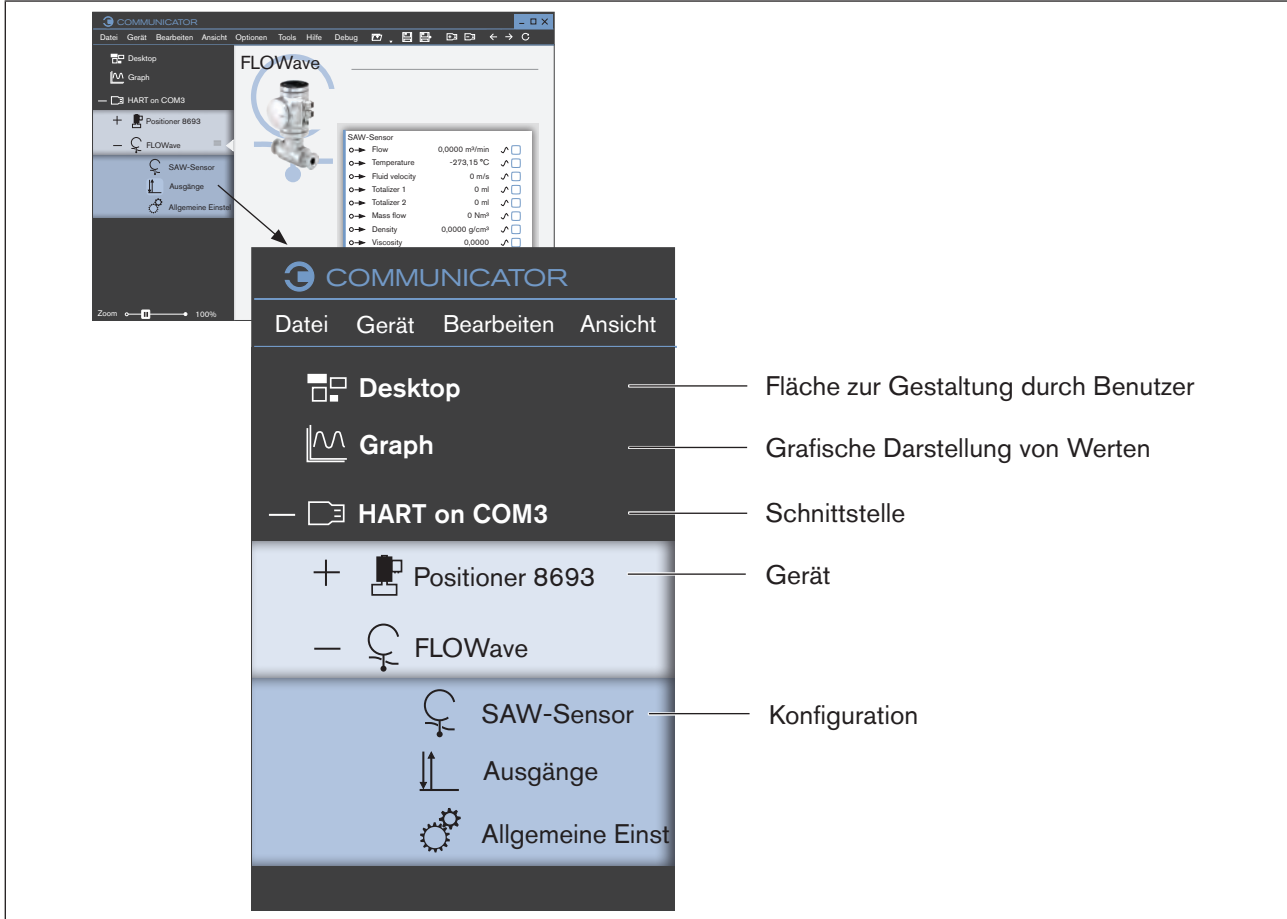 COMMUNICATOR
Datei Gerät Bearbeiten Ansicht Optionen Tools Hilfe Debug
Desktop
Graph
HART on COM3
Positioner 8693
FLOWave
SAW-Sensor
Ausgänge
Allgemeine Einstel
Zoom 100%
FLOWave
SAW-Sensor
Flow 0,0000 m³/min
Temperature -273,15 °C
Fluid velocity 0 m/s
Totalizer 1 0 ml
Totalizer 2 0 ml
Mass flow 0 Nm³
Density 0,0000 g/cm³
Viscosity 0,0000
COMMUNICATOR
Datei Gerät Bearbeiten Ansicht
Desktop Fläche zur Gestaltung durch Benutzer
Graph Grafische Darstellung von Werten
HART on COM3 Schnittstelle
Positioner 8693 Gerät
FLOWave
SAW-Sensor Konfiguration
Ausgänge
Allgemeine Einst